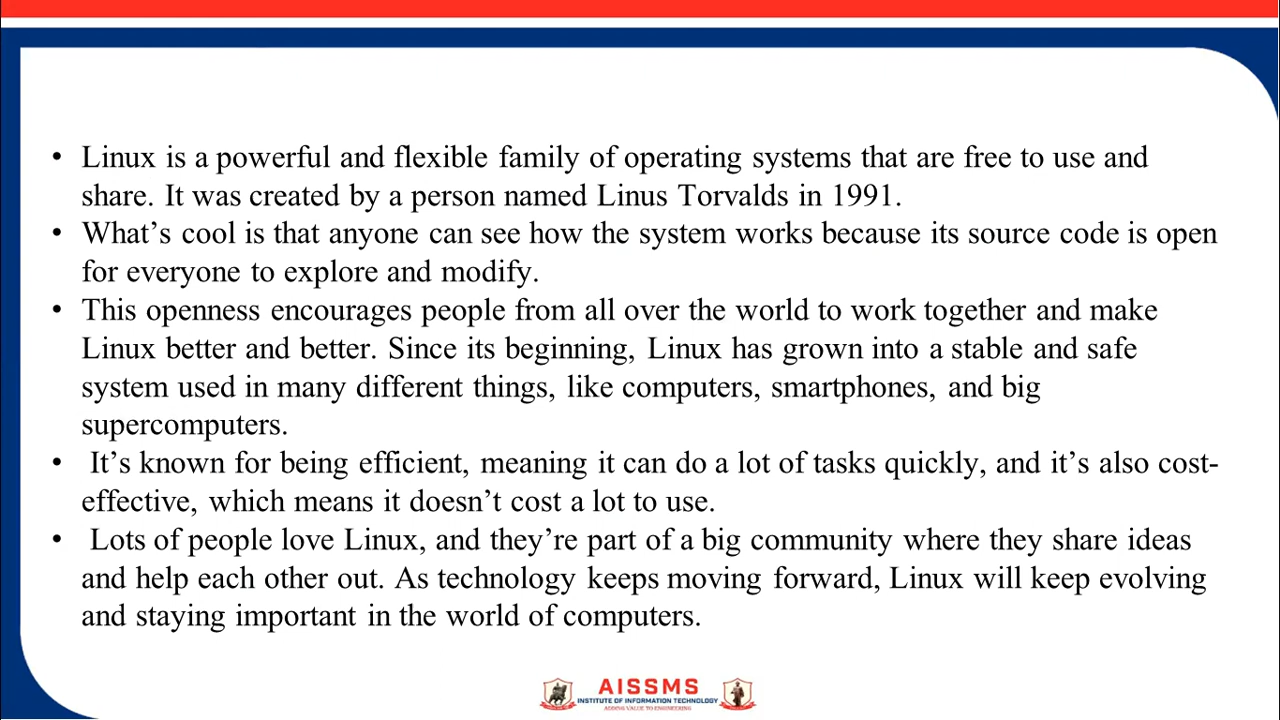 • Linux is a powerful and flexible family of operating systems that are free to use and
share. It was created by a person named Linus Torvalds in 1991.
• What’s cool is that anyone can see how the system works because its source code is open
for everyone to explore and modify.
• This openness encourages people from all over the world to work together and make
Linux better and better. Since its beginning, Linux has grown into a stable and safe
system used in many different things, like computers, smartphones, and big
supercomputers.
• It’s known for being efficient, meaning it can do a lot of tasks quickly, and it’s also cost-
effective, which means it doesn’t cost a lot to use.
• Lots of people love Linux, and they’re part of a big community where they share ideas
and help each other out. As technology keeps moving forward, Linux will keep evolving
and staying important in the world of computers.
AISSMS
INSTITUTE OF INFORMATION TECHNOLOGY
ADDING VALUE TO ENGINEERING